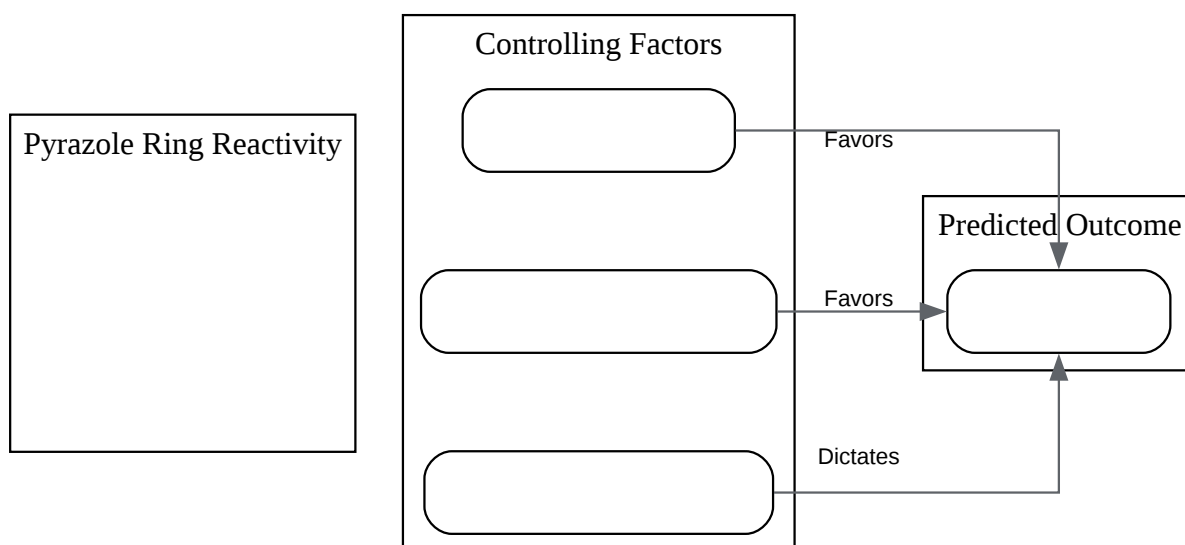 Controlling Factors
Pyrazole Ring Reactivity
Favors
Predicted Outcome
Favors
Dictates